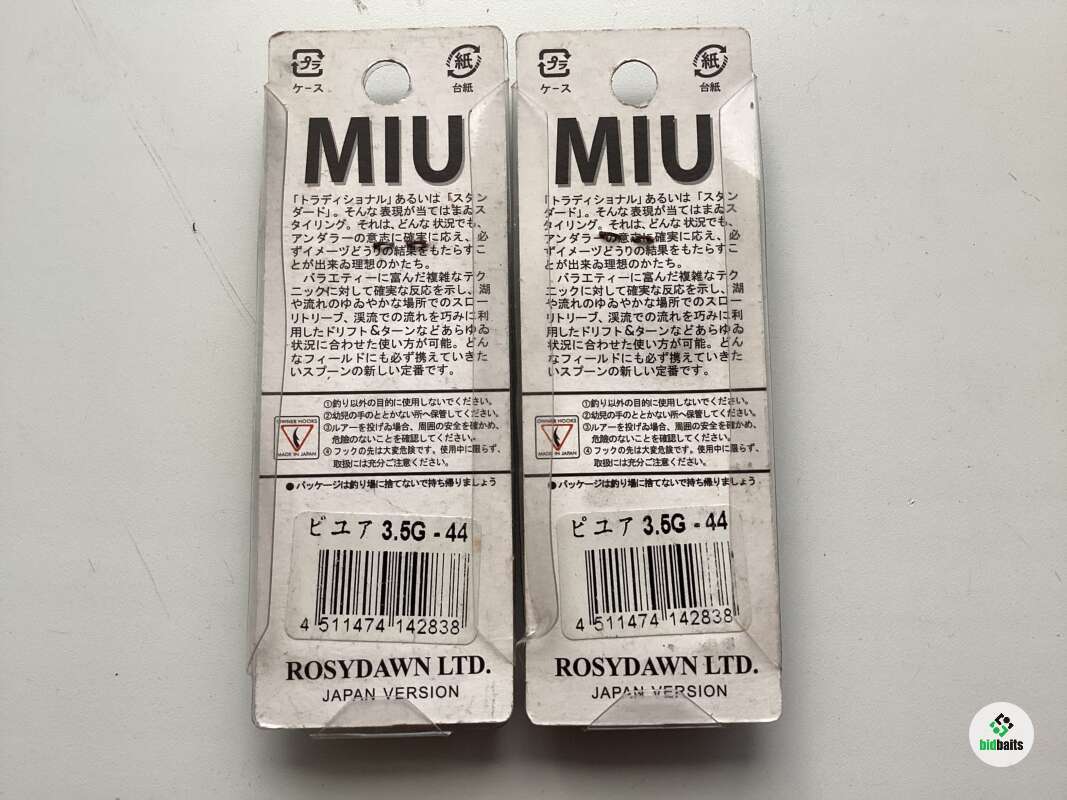 プラ
ケース
紙
台紙
MIU
「トラディショナル」あるいは「スタン
ダード」。そんな表現が当てはまゐス
タイリング。それは、どんな状況でも、
アンダラーの意志に確実に応え、必
ずイメーヅどうりの結果をもたらすこ
とが出来ゐ理想のかたち。
バラエティーに富んだ複雑なテク
ニックに対して確実な反応を示し、湖
や流れのゆゐやかな場所でのスロー
リトリーブ、渓流での流れを巧みに利
用したドリフト&ターンなどあらゆゐ
状況に合わせた使い方が可能。どん
なフィールドにも必ず携えていきた
いスプーンの新しい定番です。
①釣り以外の目的に使用しないでください。
②幼兒の手のととかない所へ保管してください。
③ルアーを投げゐ場合、周囲の安全を確かめ、
危険のないことを確認してください。
④フックの先は大変危険です。使用中に限らず、
取扱には充分ご注意ください。
OWNER HOOKS
MADE IN JAPAN
●パッケージは釣り場に捨てないで持ち帰りましょう
ビユア 3.5G - 44
4 511474 142838
ROSYDAWN LTD.
JAPAN VERSION
プラ
ケース
紙
台紙
MIU
「トラディショナル」あるいは「スタン
ダード」。そんな表現が当てはまゐス
タイリング。それは、どんな状況でも、
アンダラーの意志に確実に応え、必
ずイメーヅどうりの結果をもたらすこ
とが出来ゐ理想のかたち。
バラエティーに富んだ複雑なテク
ニックに対して確実な反応を示し、湖
や流れのゆゐやかな場所でのスロー
リトリーブ、渓流での流れを巧みに利
用したドリフト&ターンなどあらゆゐ
状況に合わせた使い方が可能。どん
なフィールドにも必ず携えていきた
いスプーンの新しい定番です。
①釣り以外の目的に使用しないでください。
②幼兒の手のととかない所へ保管してください。
③ルアーを投げゐ場合、周囲の安全を確かめ、
危険のないことを確認してください。
④フックの先は大変危険です。使用中に限らず、
取扱には充分ご注意ください。
OWNER HOOKS
MADE IN JAPAN
●パッケージは釣り場に捨てないで持ち帰りましょう
ピユア 3.5G - 44
4 511474 142838
ROSYDAWN LTD.
JAPAN VERSION
bidbaits